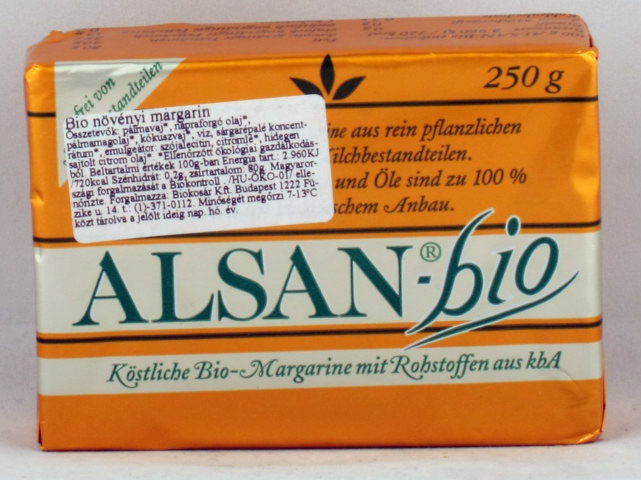 frei von
standteilen
250 g
Bio növényi margarin
Összetevők: pálmavaj*, napraforgó olaj*,
pálmamagolaj*, kókuszvaj*, víz, sárgarépalé koncent-
rátum*, emulgeátor: szójalecitin, citromlé*, hidegen
sajtolt citrom olaj*. *Ellenőrzött ökológiai gazdálkodás-
ból. Beltartalmi értékek 100g-ban Energia tart.: 2.960KJ
/720kcal Szénhidrát: 0,2g, zsírtartalom: 80g. Magyaror-
szági forgalmazását a Biokontroll /HU-ÖKO-01/ elle-
nőrizte. Forgalmazza: Biokosár Kft. Budapest 1222 Fü-
zike u. 14. t.: (1)-371-0112. Minőségét megőrzi 7-13°C
közt tárolva a jelölt ideig nap. hó. év.
ine aus rein pflanzlichen
ilchbestandteilen.
und Öle sind zu 100 %
schem Anbau.
ALSAN®-bio
Köstliche Bio-Margarine mit Rohstoffen aus kbA